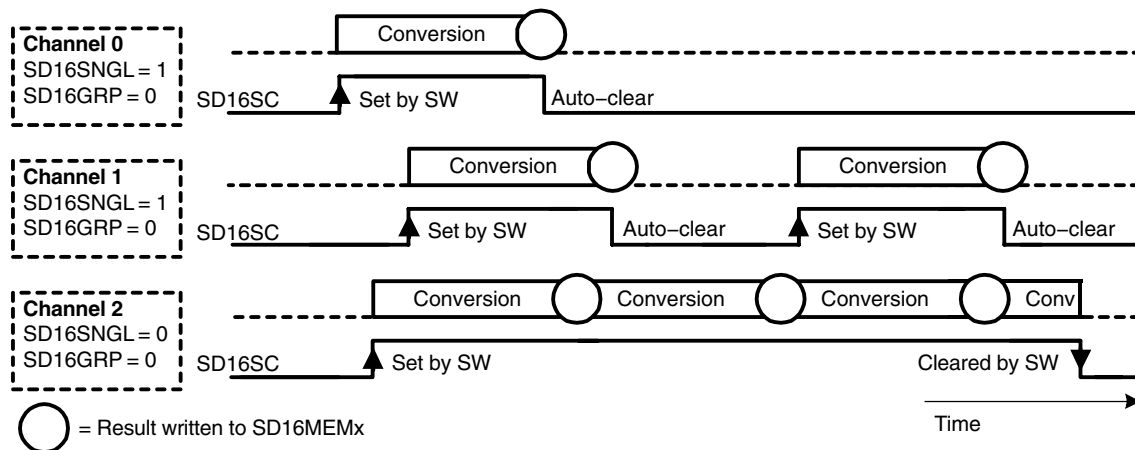 Channel 0
SD16SNGL = 1
SD16GRP = 0
Conversion
SD16SC
Set by SW
Auto−clear
Channel 1
SD16SNGL = 1
SD16GRP = 0
Conversion
Conversion
SD16SC
Set by SW
Auto−clear
Set by SW
Auto−clear
Channel 2
SD16SNGL = 0
SD16GRP = 0
Conversion
Conversion
Conversion
Conv
SD16SC
Set by SW
Cleared by SW
= Result written to SD16MEMx
Time